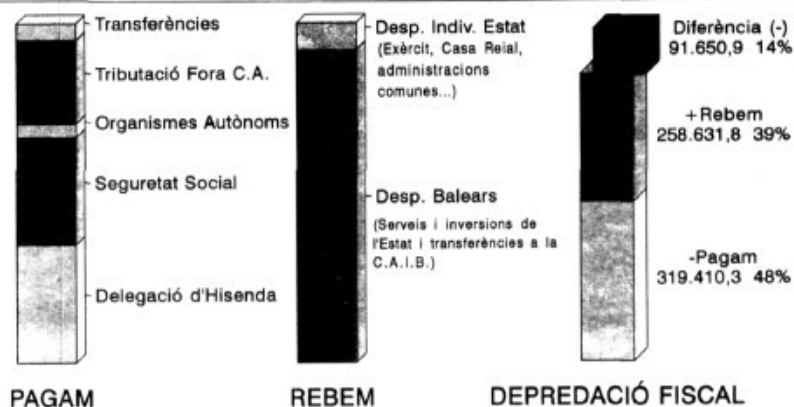 Transferències
Tributació Fora C.A.
Organismes Autònoms
Seguretat Social
Delegació d'Hisenda
PAGAM
Desp. Indiv. Estat
(Exèrcit, Casa Reial,
administracions
comunes...)
Desp. Balears
(Serveis i inversions de
l'Estat i transferències a la
C.A.I.B.)
REBEM
Diferència (-)
91.650,9 14%
+Rebem
258.631,8 39%
-Pagam
319.410,3 48%
DEPREDACIÓ FISCAL